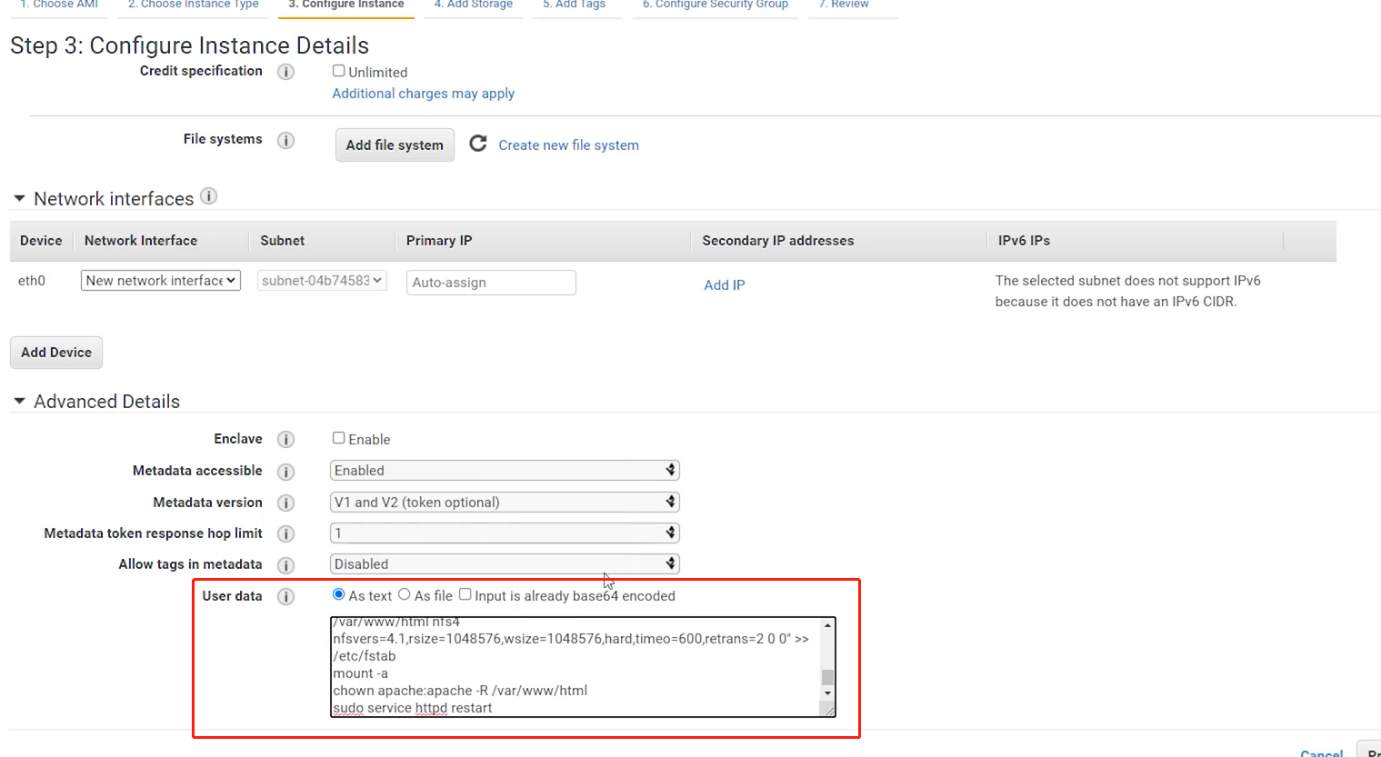 1. Choose AMI 2. Choose Instance Type 3. Configure Instance 4. Add Storage 5. Add Tags 6. Configure Security Group 7. Review
Step 3: Configure Instance Details
Credit specification i Unlimited
Additional charges may apply
File systems i Add file system Create new file system
Network interfaces i
Device Network Interface Subnet Primary IP Secondary IP addresses IPv6 IPs
eth0 New network interface subnet-04b74583 Auto-assign Add IP The selected subnet does not support IPv6
because it does not have an IPv6 CIDR.
Add Device
Advanced Details
Enclave i Enable
Metadata accessible i Enabled
Metadata version i V1 and V2 (token optional)
Metadata token response hop limit i 1
Allow tags in metadata i Disabled
User data i As text As file Input is already base64 encoded
/var/www/html nfs4
nfsvers=4.1,rsize=1048576,wsize=1048576,hard,timeo=600,retrans=2 0 0" >>
/etc/fstab
mount -a
chown apache:apache -R /var/www/html
sudo service httpd restart
Cancel